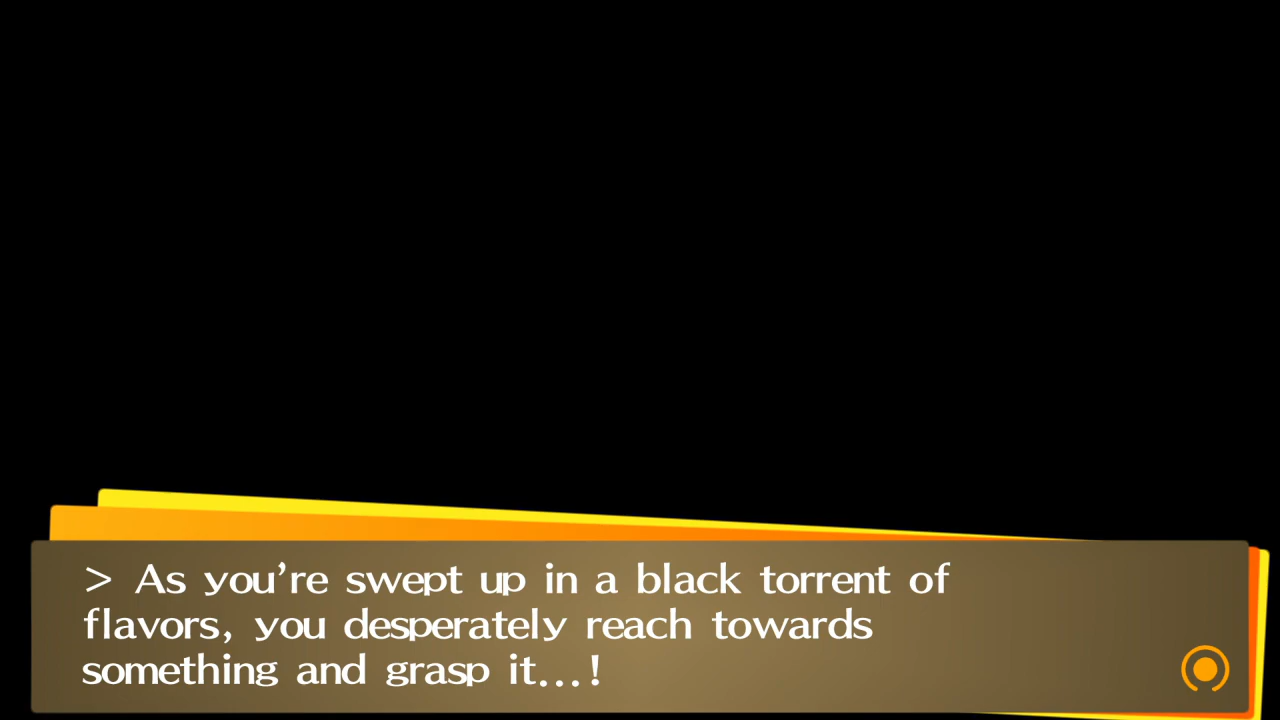 > As you’re swept up in a black torrent of
flavors, you desperately reach towards
something and grasp it...!